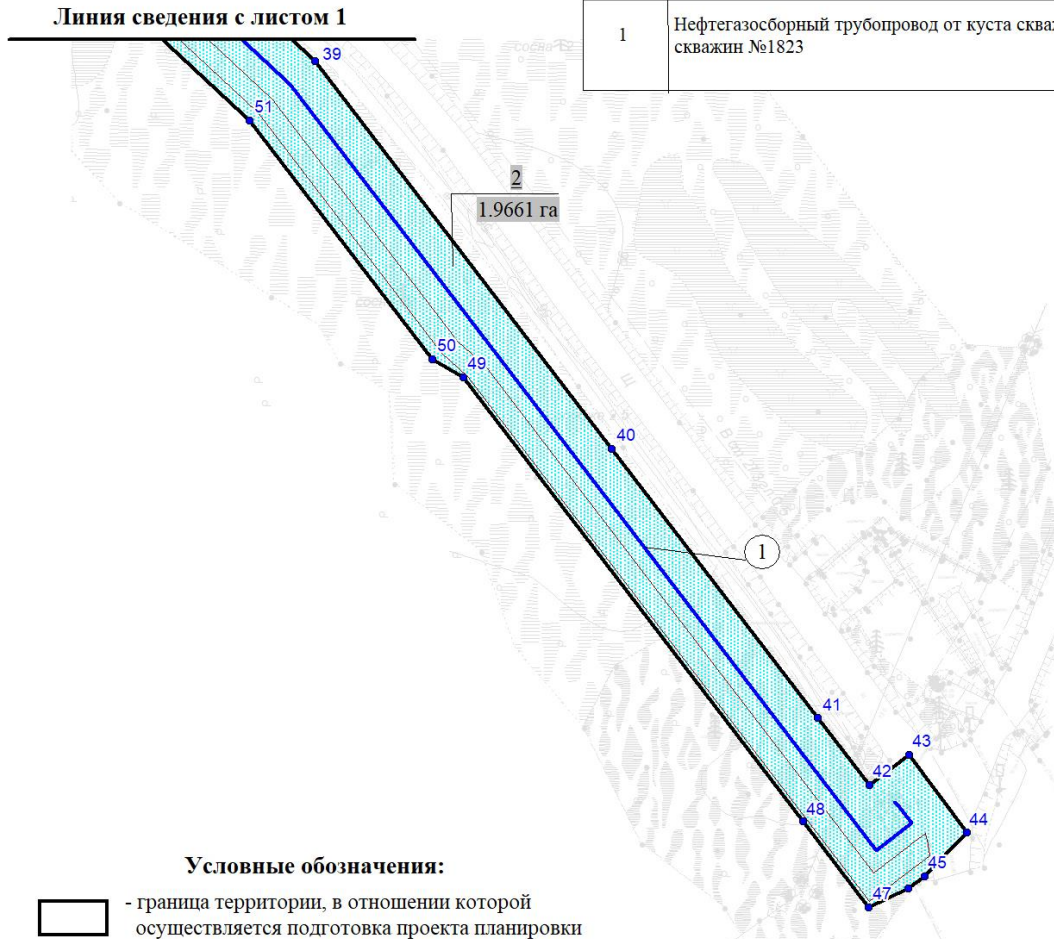 Линия сведения с листом 1
1
Нефтегазосборный трубопровод от куста скваж
скважин №1823
39
51
2
1.9661 га
50
49
40
1
41
43
42
44
48
45
47
Условные обозначения:
- граница территории, в отношении которой
осуществляется подготовка проекта планировки